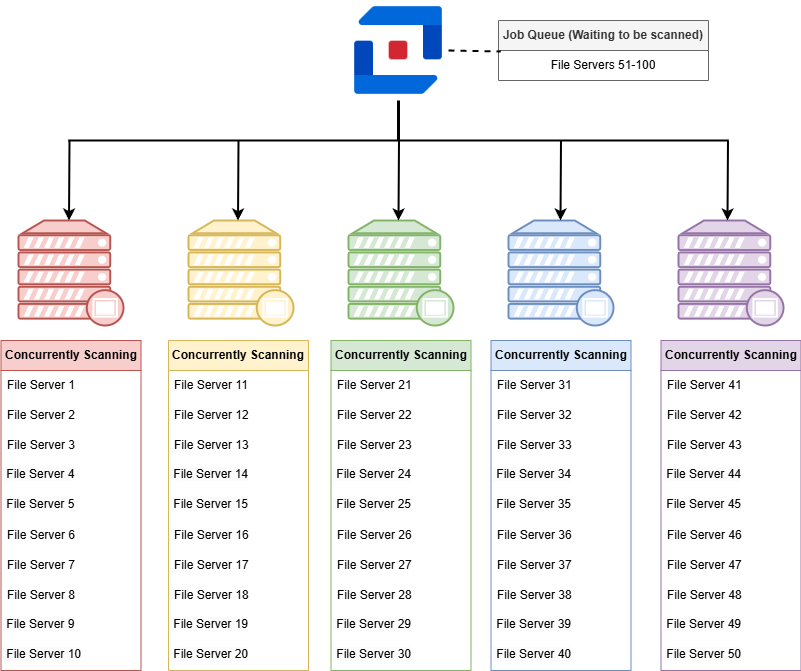 Job Queue (Waiting to be scanned)
File Servers 51-100
Concurrently Scanning
File Server 1
File Server 2
File Server 3
File Server 4
File Server 5
File Server 6
File Server 7
File Server 8
File Server 9
File Server 10
Concurrently Scanning
File Server 11
File Server 12
File Server 13
File Server 14
File Server 15
File Server 16
File Server 17
File Server 18
File Server 19
File Server 20
Concurrently Scanning
File Server 21
File Server 22
File Server 23
File Server 24
File Server 25
File Server 26
File Server 27
File Server 28
File Server 29
File Server 30
Concurrently Scanning
File Server 31
File Server 32
File Server 33
File Server 34
File Server 35
File Server 36
File Server 37
File Server 38
File Server 39
File Server 40
Concurrently Scanning
File Server 41
File Server 42
File Server 43
File Server 44
File Server 45
File Server 46
File Server 47
File Server 48
File Server 49
File Server 50